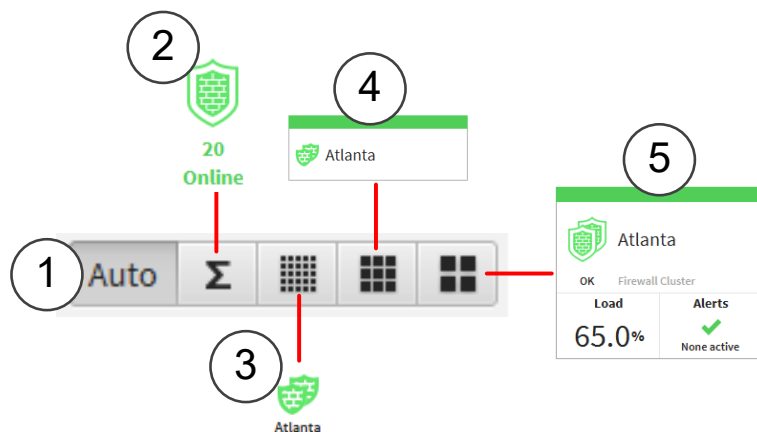 2
20
Online
4
Atlanta
5
Atlanta
OK Firewall Cluster
Load Alerts
65.0% None active
1 Auto Σ
3
Atlanta